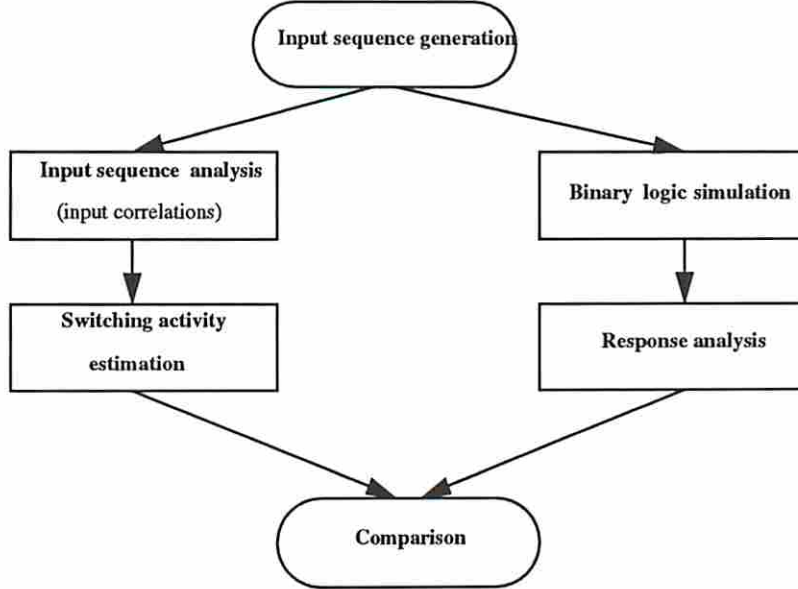 Input sequence generation
Input sequence analysis
(input correlations)
Binary logic simulation
Switching activity
estimation
Response analysis
Comparison